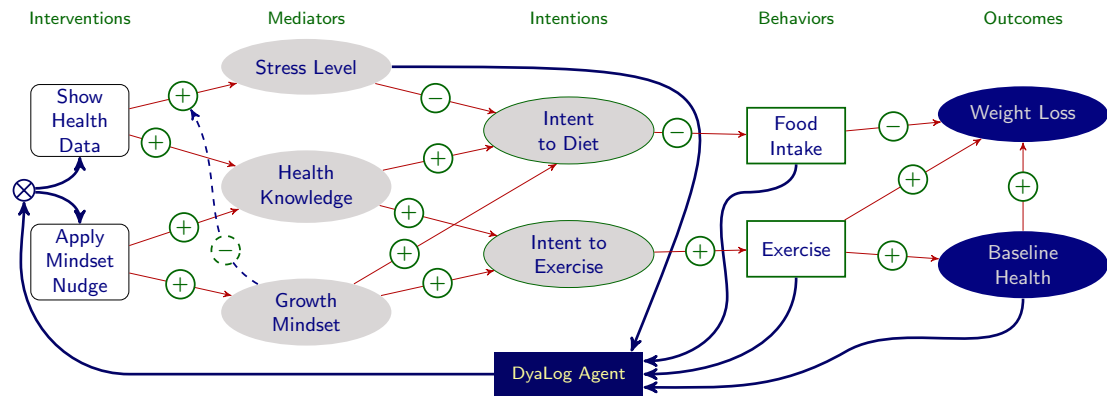 Interventions
Mediators
Intentions
Behaviors
Outcomes
Show
Health
Data
Apply
Mindset
Nudge
Stress Level
Health
Knowledge
Growth
Mindset
Intent
to Diet
Intent to
Exercise
Food
Intake
Exercise
Weight Loss
Baseline
Health
DyaLog Agent
+
+
+
+
−
−
+
+
+
+
−
+
−
+
+
+